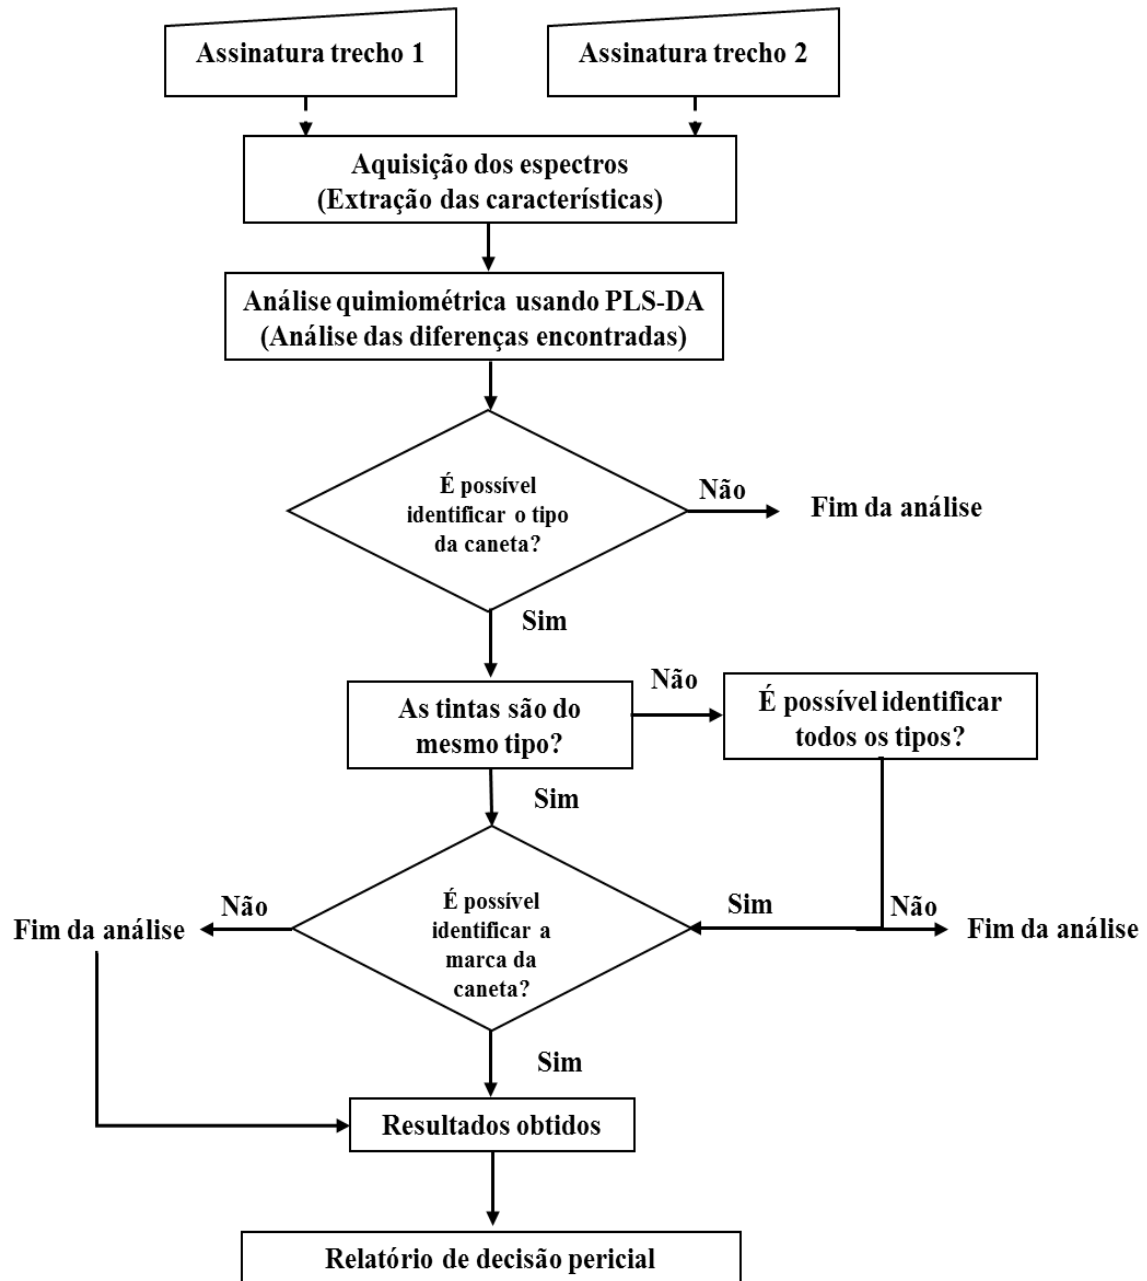 Assinatura trecho 1
Assinatura trecho 2
Aquisição dos espectros
(Extração das características)
Análise quimiométrica usando PLS-DA
(Análise das diferenças encontradas)
É possível
identificar o tipo
da caneta?
Não
Fim da análise
Sim
As tintas são do
mesmo tipo?
Não
É possível identificar
todos os tipos?
Sim
É possível
identificar a
marca da
caneta?
Não
Fim da análise
Sim
Não
Fim da análise
Sim
Resultados obtidos
Relatório de decisão pericial